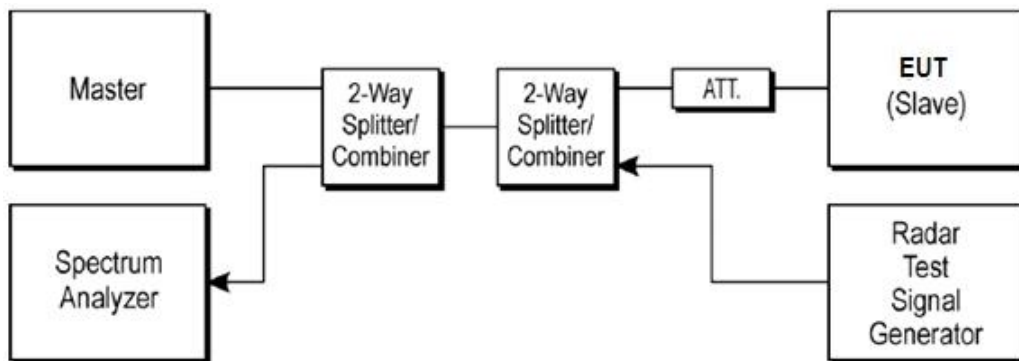 Master
2-Way
Splitter/
Combiner
2-Way
Splitter/
Combiner
ATT.
EUT
(Slave)
Spectrum
Analyzer
Radar
Test
Signal
Generator